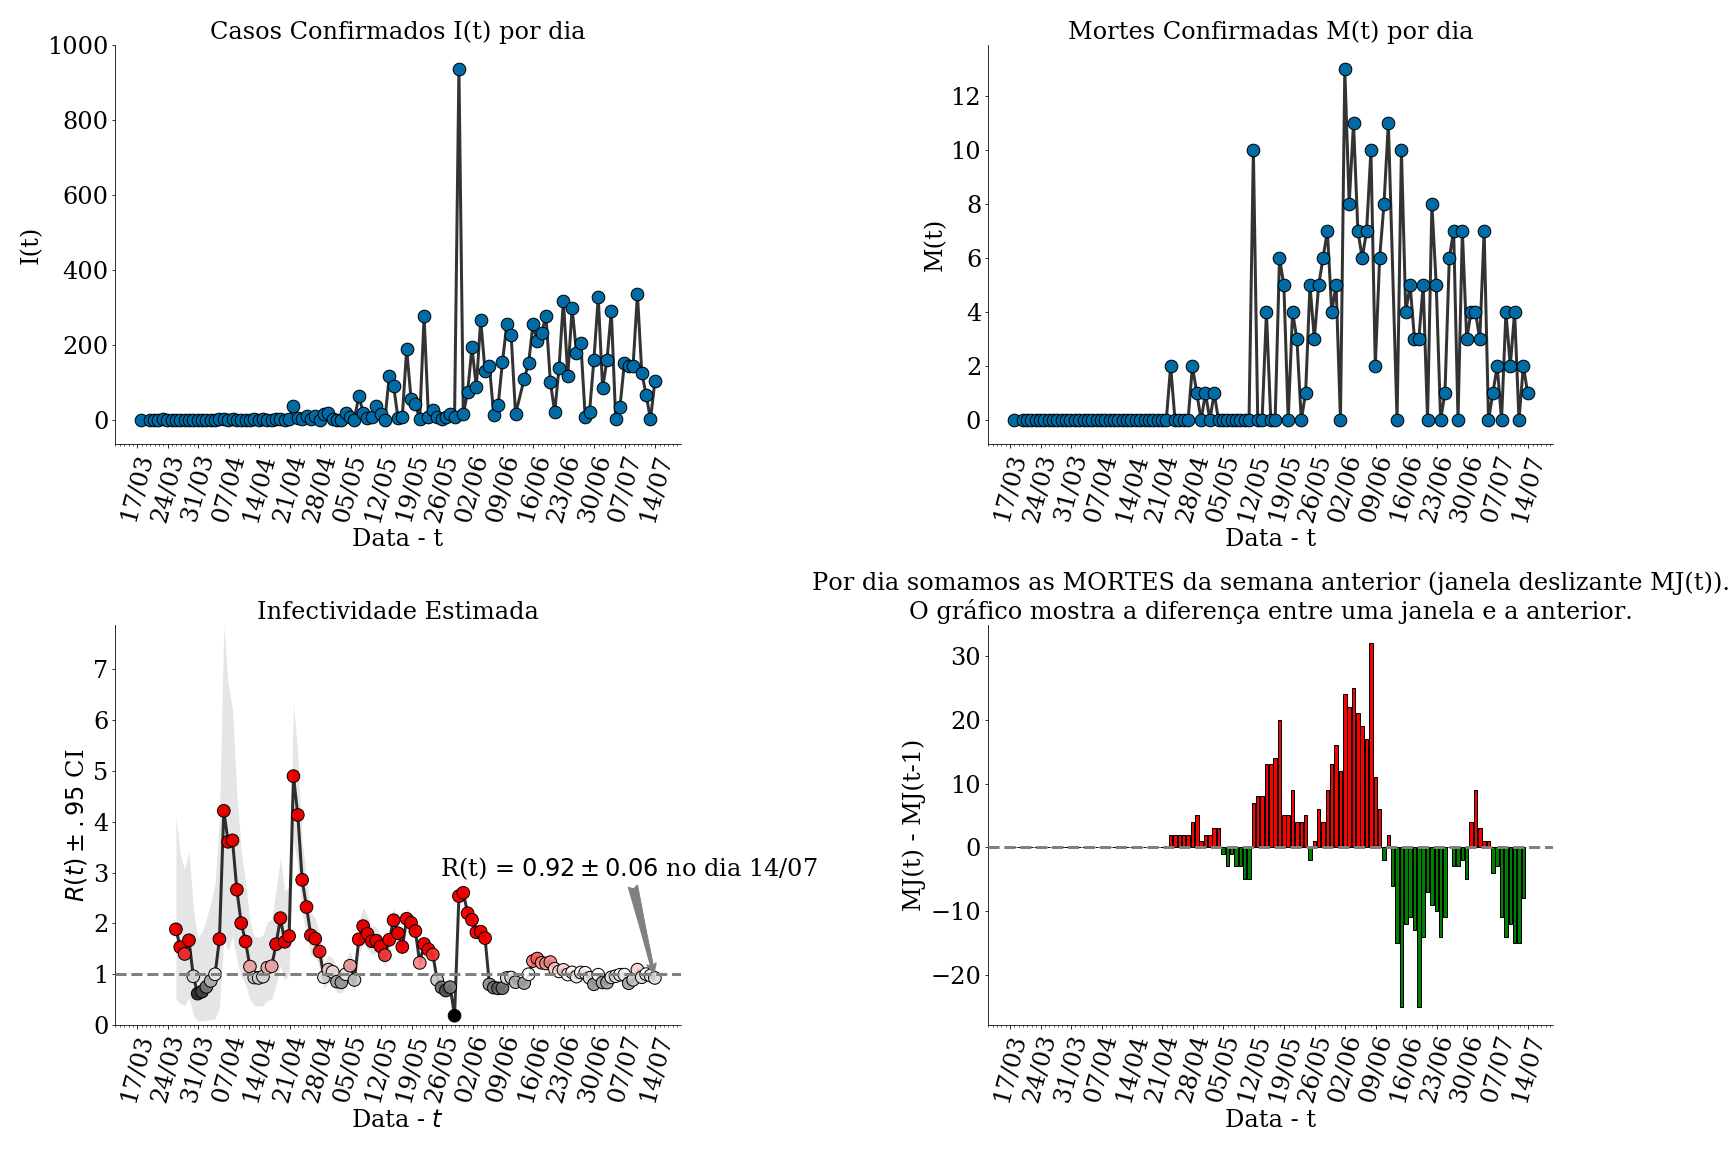 Casos Confirmados I(t) por dia
1000
800
600
400
200
0
I(t)
17/03 24/03 31/03 07/04 14/04 21/04 28/04 05/05 12/05 19/05 26/05 02/06 09/06 16/06 23/06 30/06 07/07 14/07
Data - t
Mortes Confirmadas M(t) por dia
12
10
8
6
4
2
0
M(t)
17/03 24/03 31/03 07/04 14/04 21/04 28/04 05/05 12/05 19/05 26/05 02/06 09/06 16/06 23/06 30/06 07/07 14/07
Data - t
Infectividade Estimada
7
6
5
4
3
2
1
0
R(t) ± .95 CI
R(t) = 0.92 ± 0.06 no dia 14/07
17/03 24/03 31/03 07/04 14/04 21/04 28/04 05/05 12/05 19/05 26/05 02/06 09/06 16/06 23/06 30/06 07/07 14/07
Data - t
Por dia somamos as MORTES da semana anterior (janela deslizante MJ(t)).
O gráfico mostra a diferença entre uma janela e a anterior.
30
20
10
0
−10
−20
MJ(t) - MJ(t-1)
17/03 24/03 31/03 07/04 14/04 21/04 28/04 05/05 12/05 19/05 26/05 02/06 09/06 16/06 23/06 30/06 07/07 14/07
Data - t